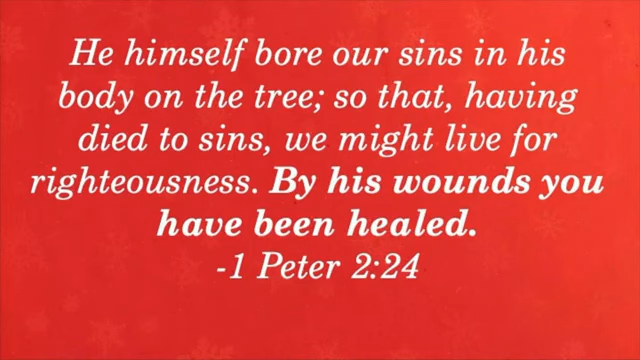 He himself bore our sins in his
body on the tree; so that, having
died to sins, we might live for
righteousness. By his wounds you
have been healed.
-1 Peter 2:24